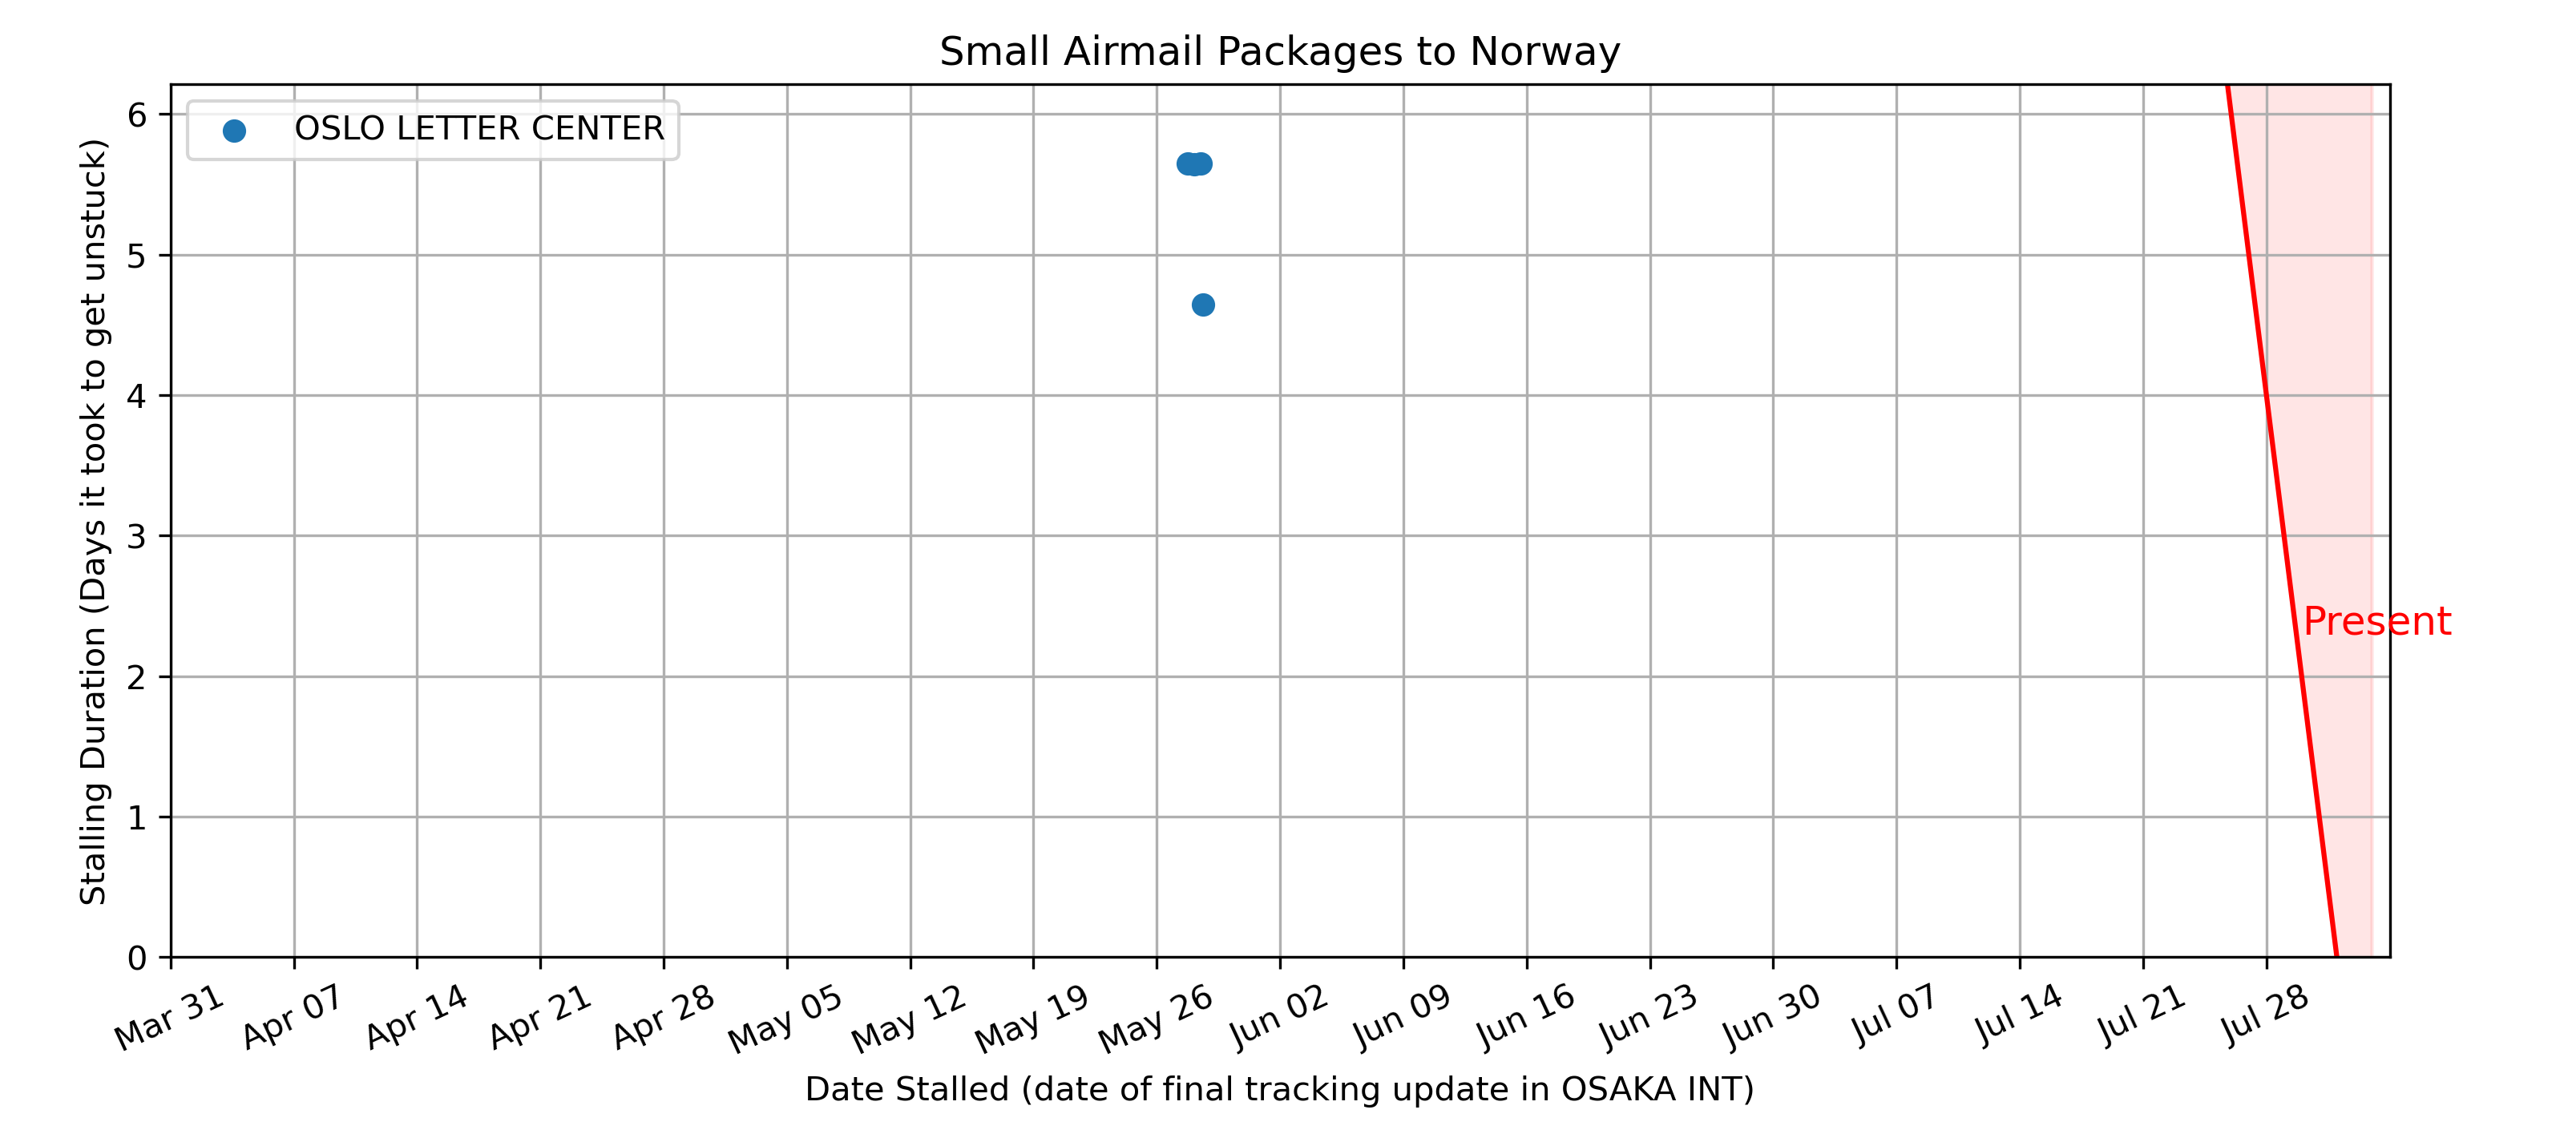 Small Airmail Packages to Norway
OSLO LETTER CENTER
6
5
4
3
2
1
0
Stalling Duration (Days it took to get unstuck)
Present
Mar 31
Apr 07
Apr 14
Apr 21
Apr 28
May 05
May 12
May 19
May 26
Jun 02
Jun 09
Jun 16
Jun 23
Jun 30
Jul 07
Jul 14
Jul 21
Jul 28
Date Stalled (date of final tracking update in OSAKA INT)